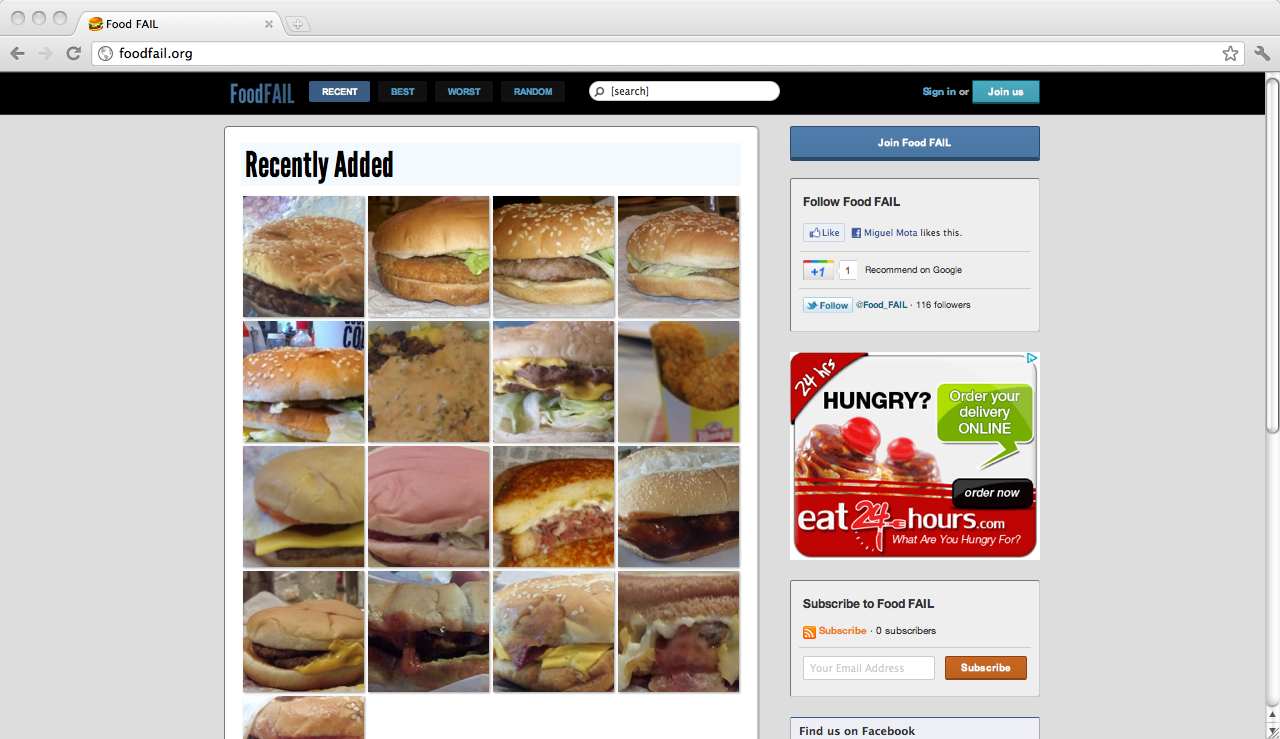 Food FAIL
foodfail.org
FoodFAIL
RECENT
BEST
WORST
RANDOM
[search]
Sign in or
Join us
Recently Added
Join Food FAIL
Follow Food FAIL
Like
Miguel Mota likes this.
+1
1
Recommend on Google
Follow
@Food_FAIL · 116 followers
24 hrs
HUNGRY?
Order your
delivery
ONLINE
order now
eat24hours.com
What Are You Hungry For?
Subscribe to Food FAIL
Subscribe · 0 subscribers
Your Email Address
Subscribe
Find us on Facebook